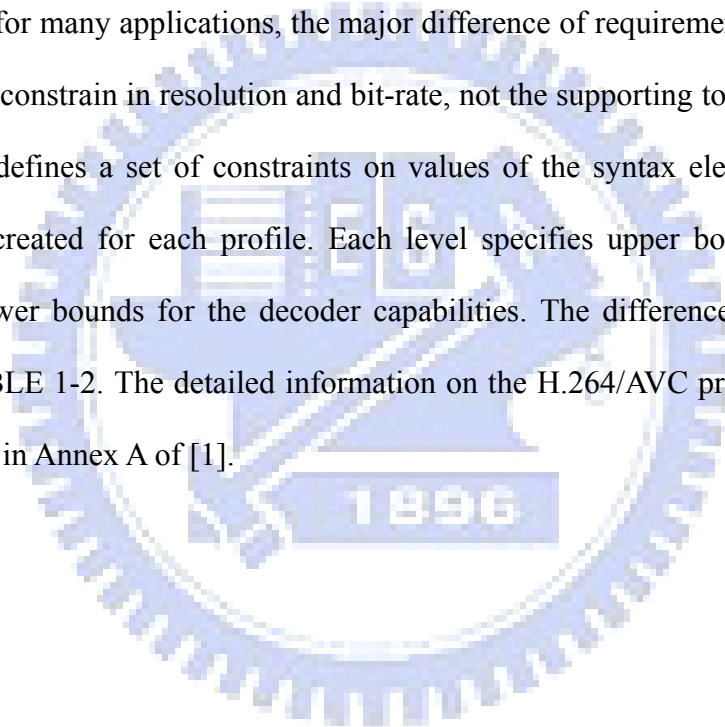 for many applications, the major difference of requireme
constrain in resolution and bit-rate, not the supporting to
defines a set of constraints on values of the syntax ele
created for each profile. Each level specifies upper bo
wer bounds for the decoder capabilities. The difference
BLE 1-2. The detailed information on the H.264/AVC pr
in Annex A of [1].
1896